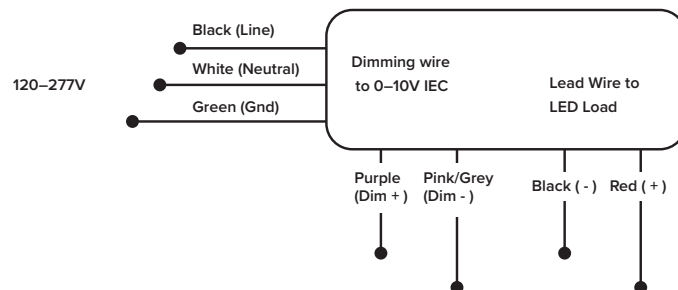 Black (Line)
White (Neutral)
120–277V
Green (Gnd)
Dimming wire
to 0–10V IEC
Lead Wire to
LED Load
Purple
(Dim + )
Pink/Grey
(Dim - )
Black ( - )
Red ( + )